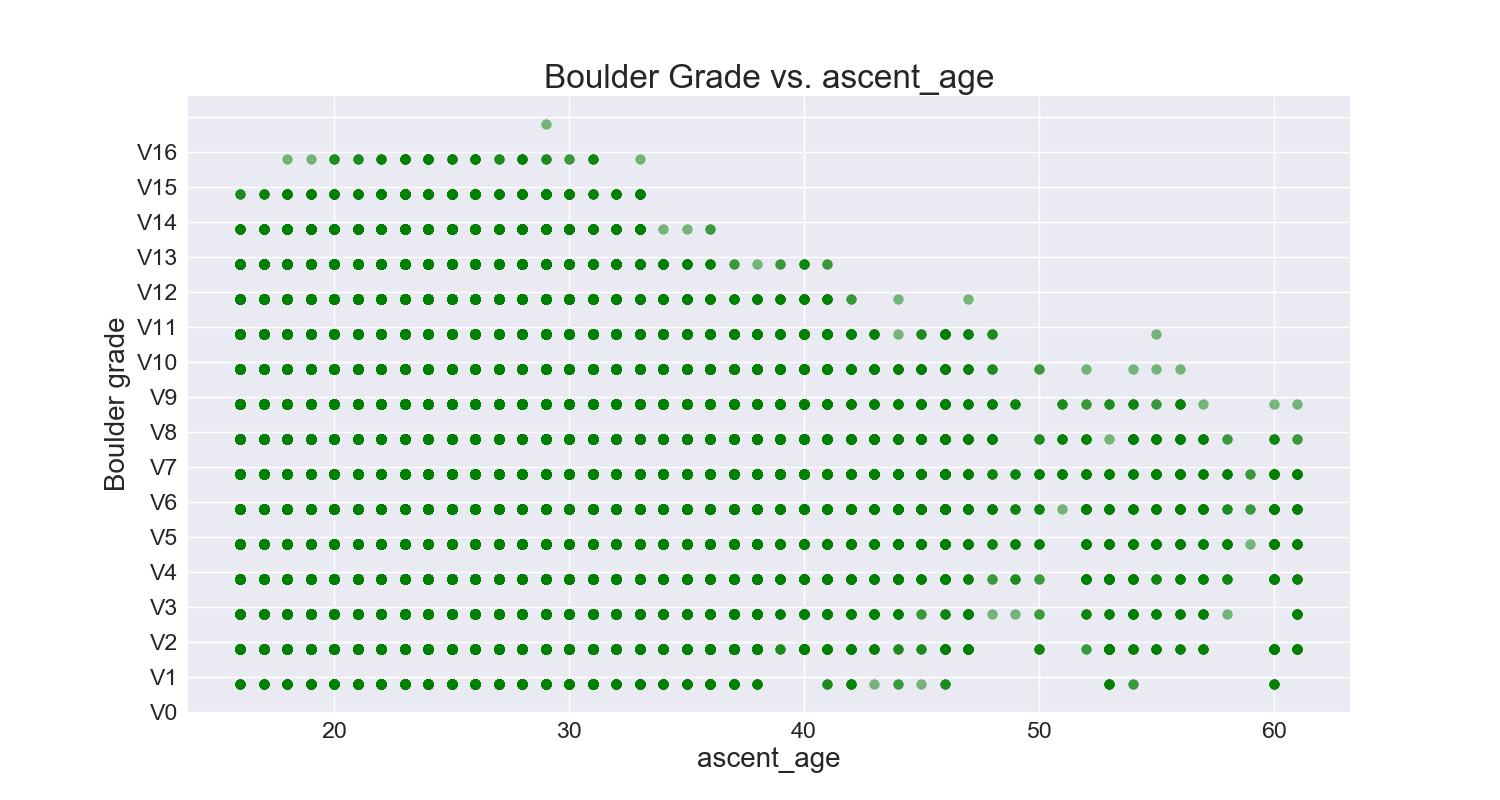 Boulder Grade vs. ascent_age
Boulder grade
V16
V15
V14
V13
V12
V11
V10
V9
V8
V7
V6
V5
V4
V3
V2
V1
V0
20
30
40
50
60
ascent_age